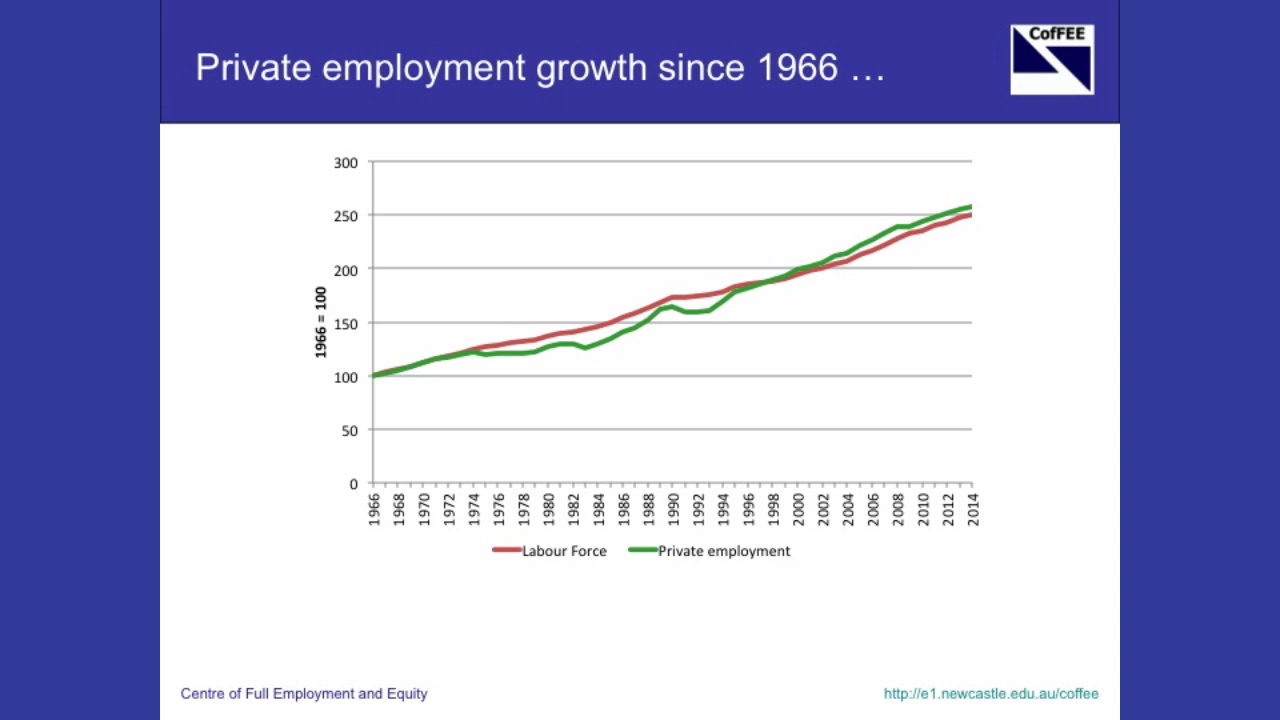 Private employment growth since 1966 …
CofFEE
300
250
200
150
100
50
0
1966 = 100
1966 1968 1970 1972 1974 1976 1978 1980 1982 1984 1986 1988 1990 1992 1994 1996 1998 2000 2002 2004 2006 2008 2010 2012 2014
Labour Force Private employment
Centre of Full Employment and Equity http://e1.newcastle.edu.au/coffee